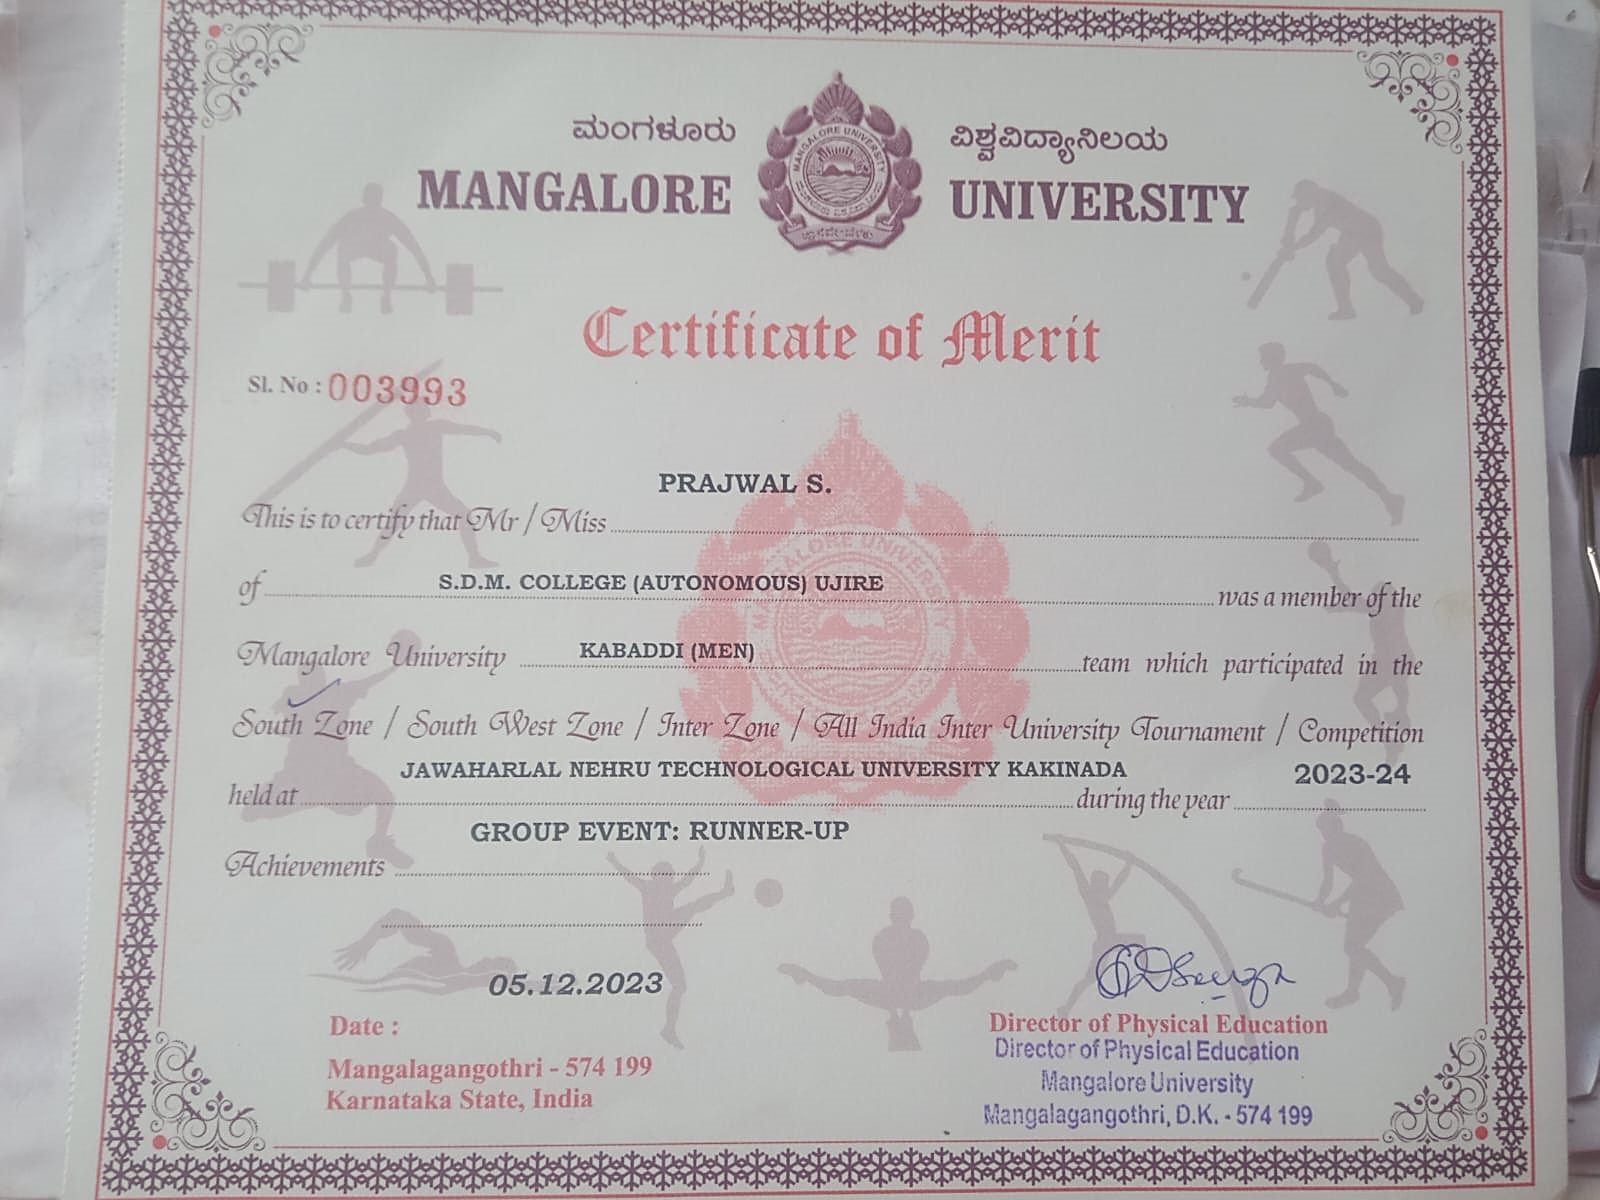 ಮಂಗಳೂರು ವಿಶ್ವವಿದ್ಯಾನಿಲಯ
MANGALORE UNIVERSITY
MANGALORE UNIVERSITY
ಜ್ಞಾನವೇ ಬೆಳಕು
Certificate of Merit
Sl. No : 003993
PRAJWAL S.
This is to certify that Mr / Miss
of S.D.M. COLLEGE (AUTONOMOUS) UJIRE was a member of the
Mangalore University KABADDI (MEN) team which participated in the
South Zone / South West Zone / Inter Zone / All India Inter University Tournament / Competition
JAWAHARLAL NEHRU TECHNOLOGICAL UNIVERSITY KAKINADA 2023-24
held at during the year
GROUP EVENT: RUNNER-UP
Achievements
05.12.2023
Date :
Mangalagangothri - 574 199
Karnataka State, India
Director of Physical Education
Director of Physical Education
Mangalore University
Mangalagangothri, D.K. - 574 199